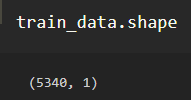 train_data.shape
(5340, 1)